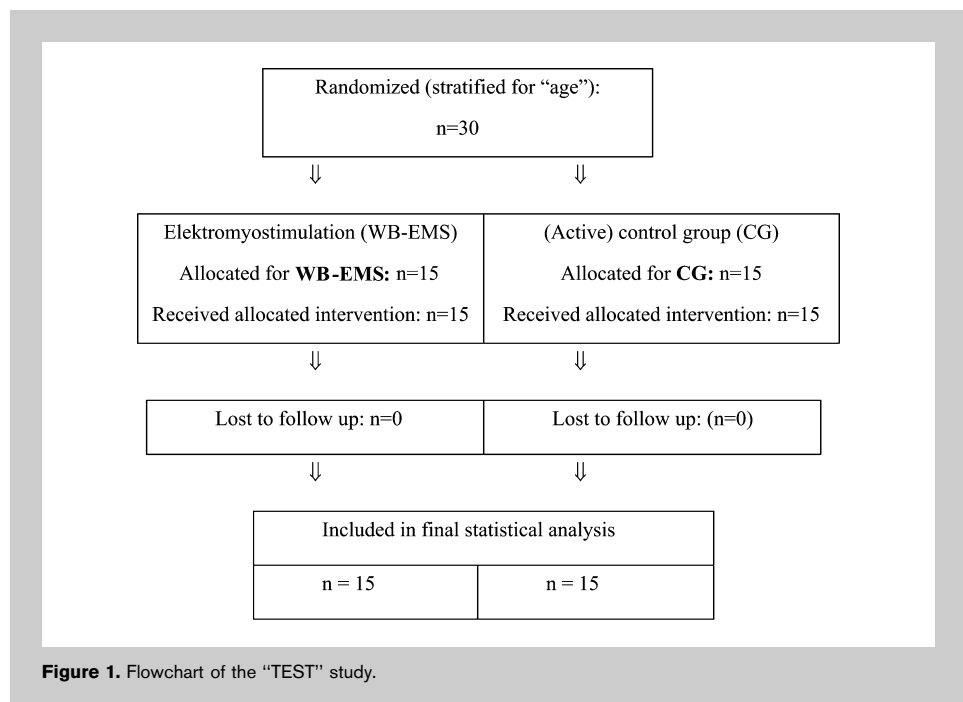 Randomized (stratified for “age”):
n=30
⇓ ⇓
Elektromyostimulation (WB-EMS)
Allocated for WB-EMS: n=15
Received allocated intervention: n=15
(Active) control group (CG)
Allocated for CG: n=15
Received allocated intervention: n=15
⇓ ⇓
Lost to follow up: n=0
Lost to follow up: (n=0)
⇓ ⇓
Included in final statistical analysis
n = 15
n = 15
Figure 1. Flowchart of the ‘‘TEST’’ study.